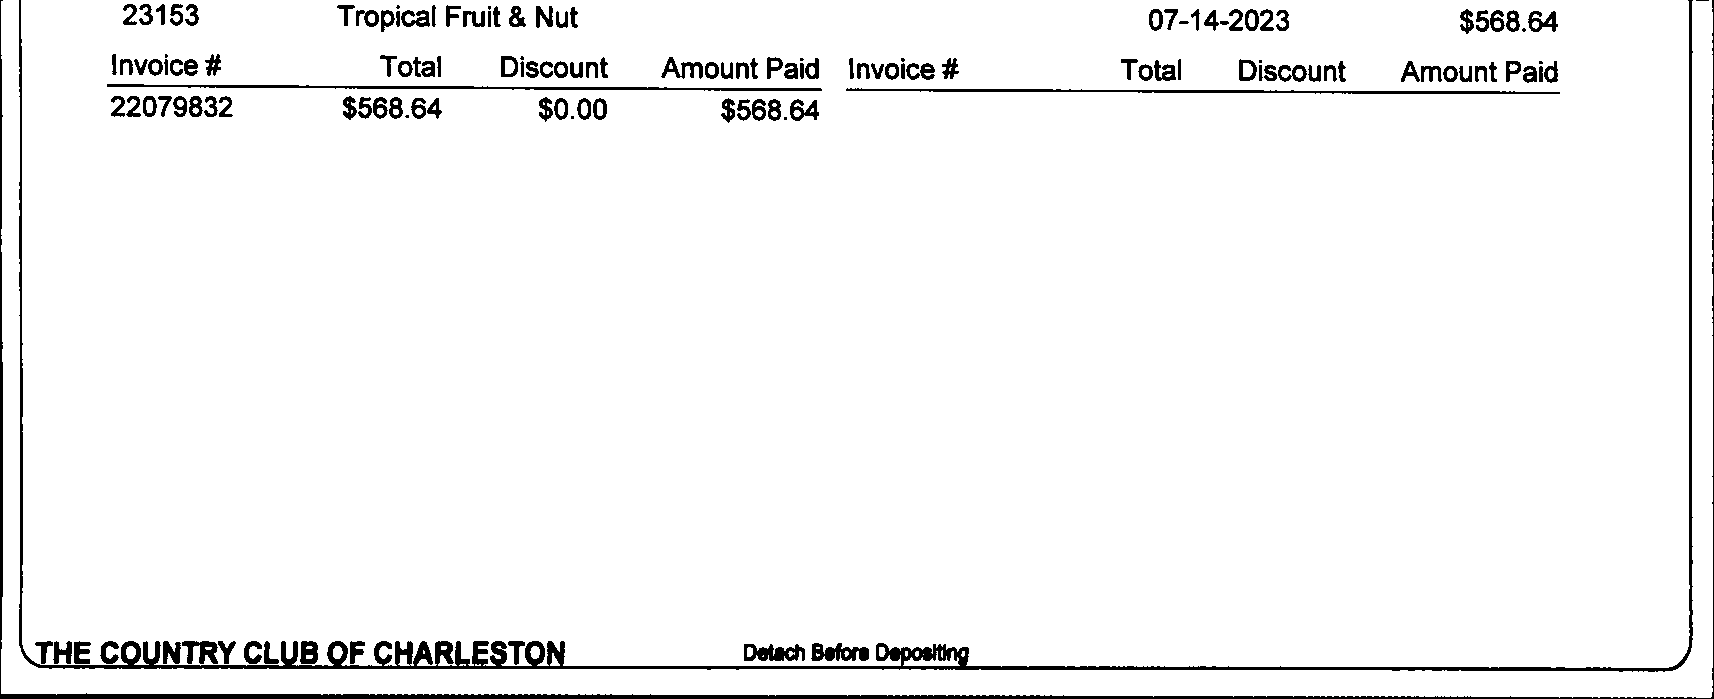 23153 Tropical Fruit & Nut 07-14-2023 $568.64
Invoice # Total Discount Amount Paid Invoice # Total Discount Amount Paid
22079832 $568.64 $0.00 $568.64
THE COUNTRY CLUB OF CHARLESTON Detach Before Depositing